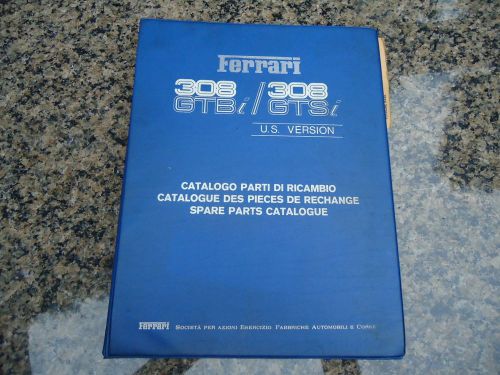 Ferrari
308 GTBi / 308 GTSi
U.S. VERSION
CATALOGO PARTI DI RICAMBIO
CATALOGUE DES PIECES DE RECHANGE
SPARE PARTS CATALOGUE
Ferrari SOCIETÀ PER AZIONI ESERCIZIO FABBRICHE AUTOMOBILI E CORSE